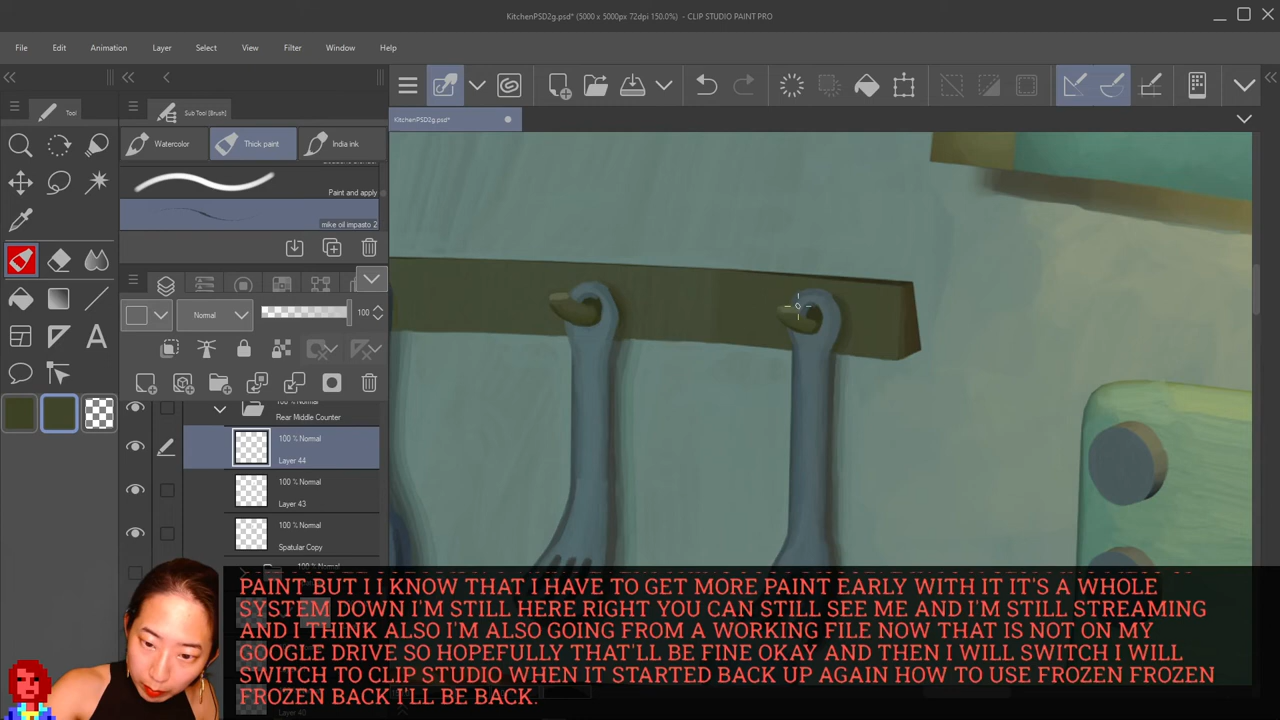 KitchenPSD2g.psd* (5000 x 5000px 72dpi 150.0%) - CLIP STUDIO PAINT PRO
File Edit Animation Layer Select View Filter Window Help
Tool
Sub Tool [Brush]
KitchenPSD2g.psd*
Watercolor
Thick paint
India ink
Paint and apply
mike oil impasto 2
Normal
100
A
Rear Middle Counter
100 % Normal
Layer 44
100 % Normal
Layer 43
100 % Normal
Spatular Copy
PAINT BUT I I KNOW THAT I HAVE TO GET MORE PAINT EARLY WITH IT IT'S A WHOLE
SYSTEM DOWN I'M STILL HERE RIGHT YOU CAN STILL SEE ME AND I'M STILL STREAMING
AND I THINK ALSO I'M ALSO GOING FROM A WORKING FILE NOW THAT IS NOT ON MY
GOOGLE DRIVE SO HOPEFULLY THAT'LL BE FINE OKAY AND THEN I WILL SWITCH I WILL
SWITCH TO CLIP STUDIO WHEN IT STARTED BACK UP AGAIN HOW TO USE FROZEN FROZEN
FROZEN BACK I'LL BE BACK.